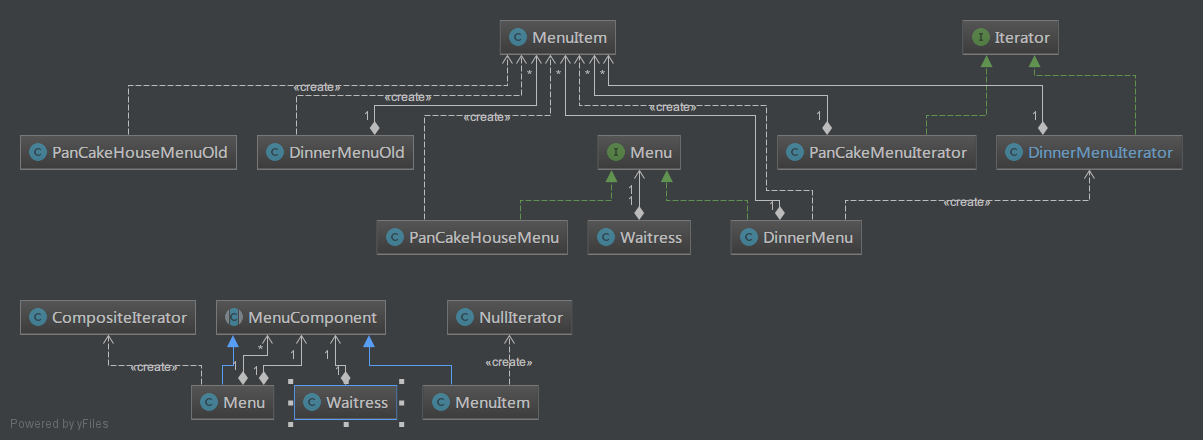 MenuItem
Iterator
*
*
*
*
«create»
«create»
«create»
«create»
1
1
1
PanCakeHouseMenuOld
DinnerMenuOld
Menu
PanCakeMenuIterator
DinnerMenuIterator
1
1
1
«create»
PanCakeHouseMenu
Waitress
DinnerMenu
CompositeIterator
MenuComponent
NullIterator
*
1
1
«create»
1
1
1
«create»
Menu
Waitress
MenuItem
Powered by yFiles